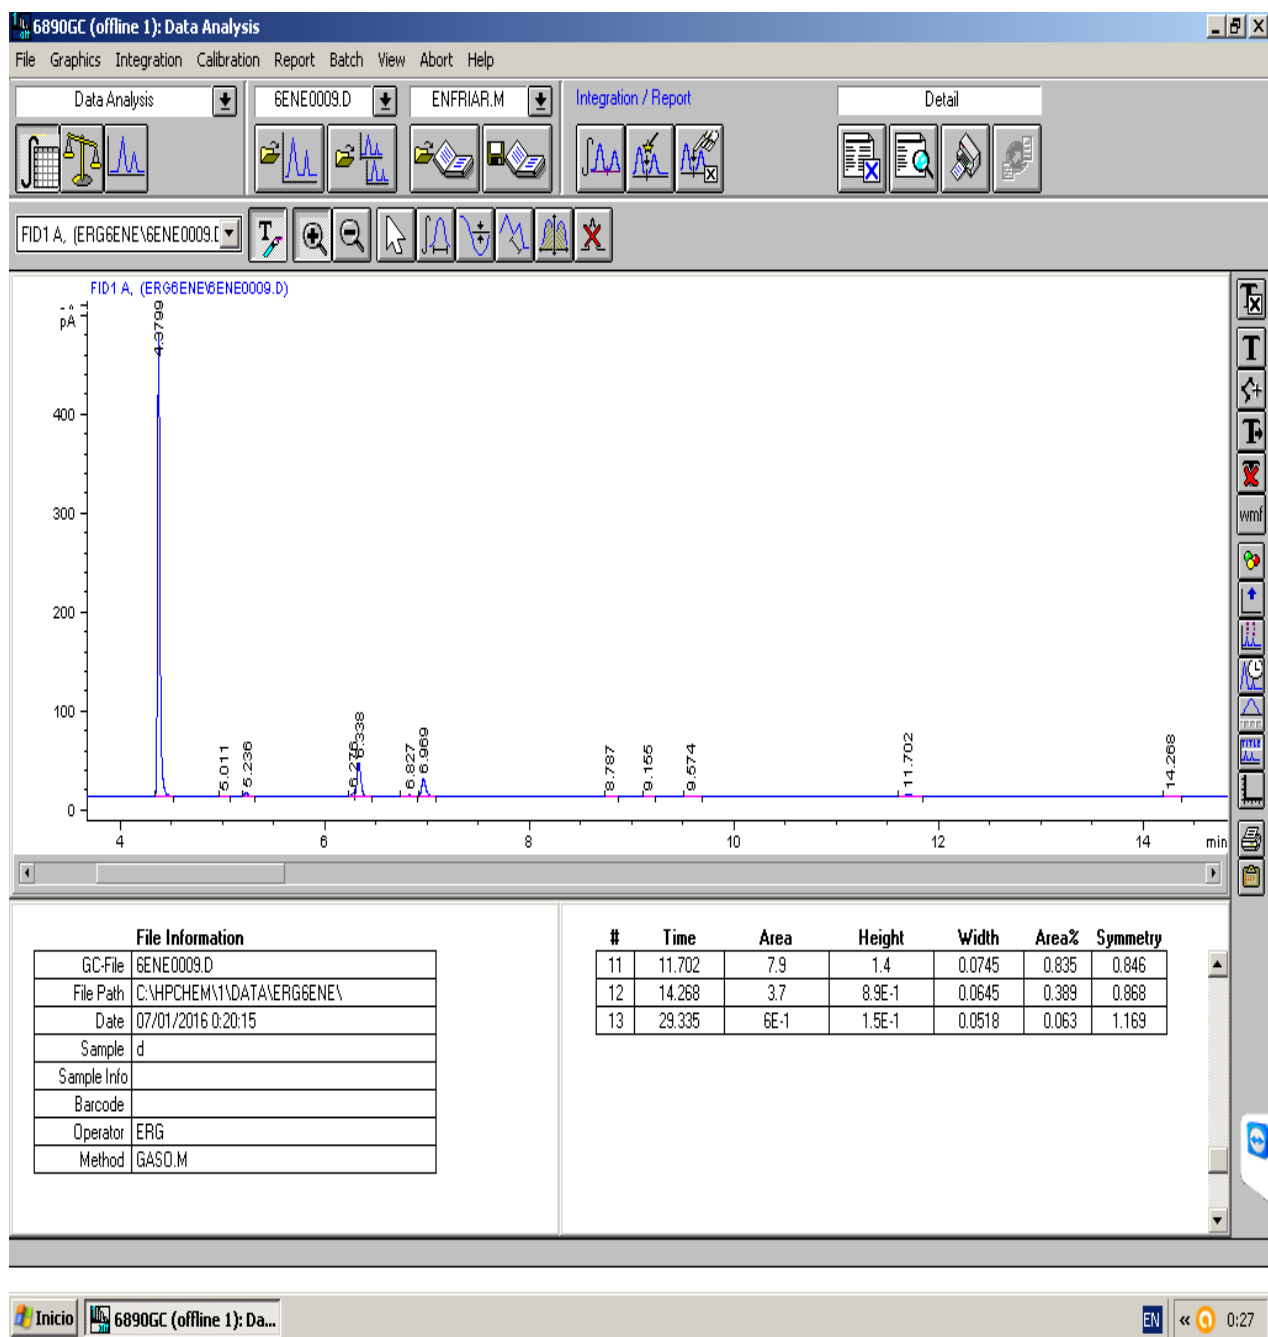 6890GC (offline 1): Data Analysis
File Graphics Integration Calibration Report Batch View Abort Help
Data Analysis 6ENE0009.D ENFRIAR.M Integration / Report Detail
FID1 A, (ERG6ENE\6ENE0009.D
FID1 A, (ERG6ENE\6ENE0009.D)
pA
400
300
200
100
0
4.3799
5.011
5.236
6.276
6.338
6.827
6.969
8.787
9.155
9.574
11.702
14.268
4 6 8 10 12 14 min
T
T
T
T
wmf
TITLE
File Information
GC-File 6ENE0009.D
File Path C:\HPCHEM\1\DATA\ERG6ENE\
Date 07/01/2016 0:20:15
Sample d
Sample Info
Barcode
Operator ERG
Method GASO.M
# Time Area Height Width Area% Symmetry
11 11.702 7.9 1.4 0.0745 0.835 0.846
12 14.268 3.7 8.9E-1 0.0645 0.389 0.868
13 29.335 6E-1 1.5E-1 0.0518 0.063 1.169
Inicio 6890GC (offline 1): Da... EN « 0:27